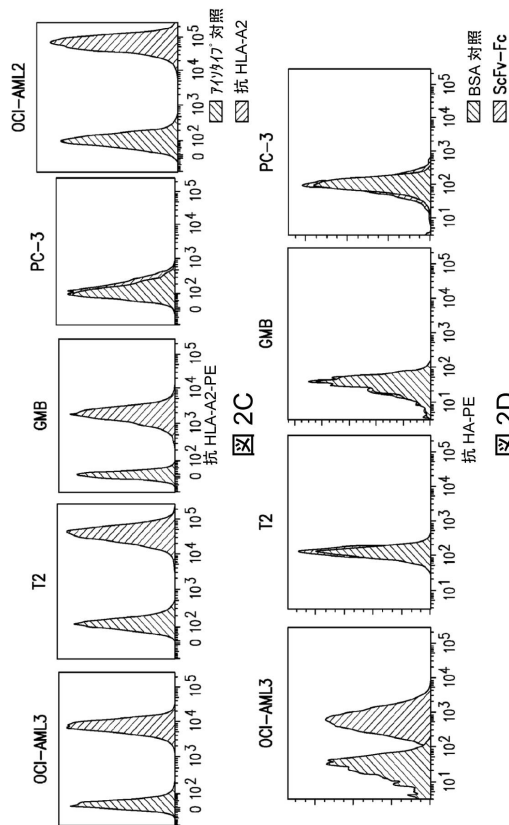 OCI-AML3
T2
GMB
PC-3
OCI-AML2
0 10² 10³ 10⁴ 10⁵
0 10² 10³ 10⁴ 10⁵
0 10² 10³ 10⁴ 10⁵
0 10² 10³ 10⁵
0 10² 10³ 10⁴ 10⁵
ｱｲｿﾀｲﾌﾟ 対照
抗 HLA-A2
抗 HLA-A2-PE
図 2C
OCI-AML3
T2
GMB
PC-3
10¹ 10² 10³ 10⁴ 10⁵
10¹ 10² 10³ 10⁴ 10⁵
10¹ 10² 10³ 10⁴ 10⁵
10¹ 10² 10³ 10⁴ 10⁵
BSA 対照
ScFv-Fc
抗 HA-PE
図 2D